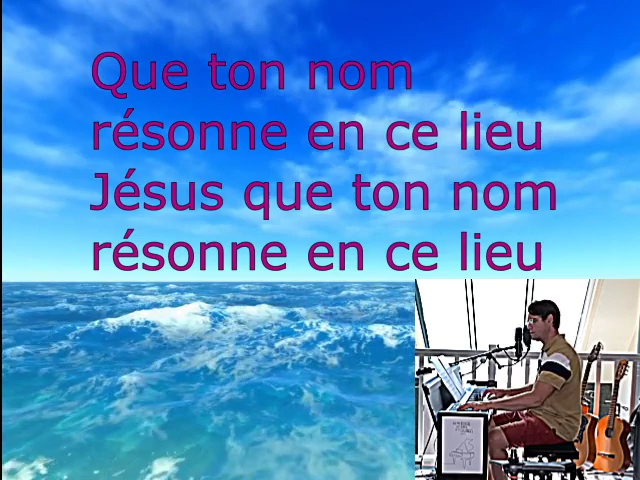 Que ton nom
résonne en ce lieu
Jésus que ton nom
résonne en ce lieu